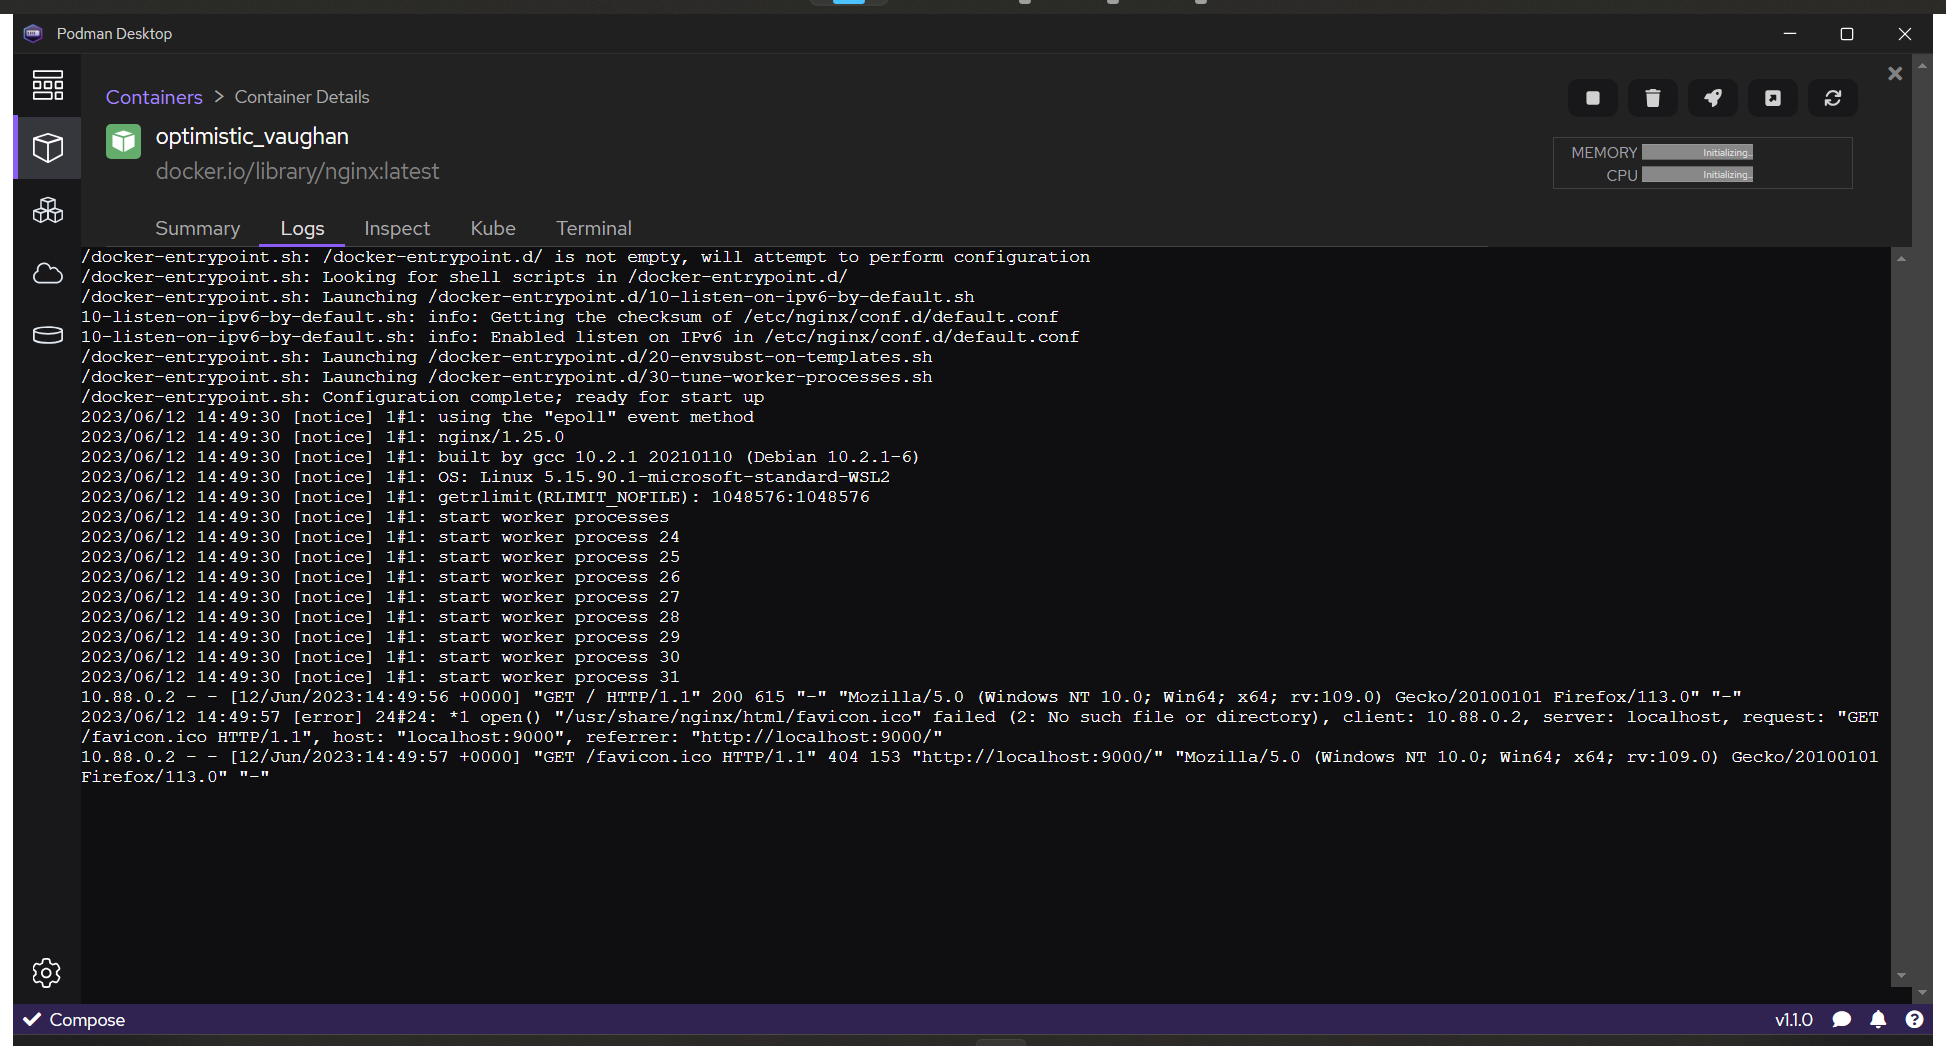 Podman Desktop
Containers > Container Details
optimistic_vaughan
docker.io/library/nginx:latest
MEMORY Initializing...
CPU Initializing...
Summary Logs Inspect Kube Terminal
/docker-entrypoint.sh: /docker-entrypoint.d/ is not empty, will attempt to perform configuration
/docker-entrypoint.sh: Looking for shell scripts in /docker-entrypoint.d/
/docker-entrypoint.sh: Launching /docker-entrypoint.d/10-listen-on-ipv6-by-default.sh
10-listen-on-ipv6-by-default.sh: info: Getting the checksum of /etc/nginx/conf.d/default.conf
10-listen-on-ipv6-by-default.sh: info: Enabled listen on IPv6 in /etc/nginx/conf.d/default.conf
/docker-entrypoint.sh: Launching /docker-entrypoint.d/20-envsubst-on-templates.sh
/docker-entrypoint.sh: Launching /docker-entrypoint.d/30-tune-worker-processes.sh
/docker-entrypoint.sh: Configuration complete; ready for start up
2023/06/12 14:49:30 [notice] 1#1: using the "epoll" event method
2023/06/12 14:49:30 [notice] 1#1: nginx/1.25.0
2023/06/12 14:49:30 [notice] 1#1: built by gcc 10.2.1 20210110 (Debian 10.2.1-6)
2023/06/12 14:49:30 [notice] 1#1: OS: Linux 5.15.90.1-microsoft-standard-WSL2
2023/06/12 14:49:30 [notice] 1#1: getrlimit(RLIMIT_NOFILE): 1048576:1048576
2023/06/12 14:49:30 [notice] 1#1: start worker processes
2023/06/12 14:49:30 [notice] 1#1: start worker process 24
2023/06/12 14:49:30 [notice] 1#1: start worker process 25
2023/06/12 14:49:30 [notice] 1#1: start worker process 26
2023/06/12 14:49:30 [notice] 1#1: start worker process 27
2023/06/12 14:49:30 [notice] 1#1: start worker process 28
2023/06/12 14:49:30 [notice] 1#1: start worker process 29
2023/06/12 14:49:30 [notice] 1#1: start worker process 30
2023/06/12 14:49:30 [notice] 1#1: start worker process 31
10.88.0.2 - - [12/Jun/2023:14:49:56 +0000] "GET / HTTP/1.1" 200 615 "-" "Mozilla/5.0 (Windows NT 10.0; Win64; x64; rv:109.0) Gecko/20100101 Firefox/113.0" "-"
2023/06/12 14:49:57 [error] 24#24: *1 open() "/usr/share/nginx/html/favicon.ico" failed (2: No such file or directory), client: 10.88.0.2, server: localhost, request: "GET
/favicon.ico HTTP/1.1", host: "localhost:9000", referrer: "http://localhost:9000/"
10.88.0.2 - - [12/Jun/2023:14:49:57 +0000] "GET /favicon.ico HTTP/1.1" 404 153 "http://localhost:9000/" "Mozilla/5.0 (Windows NT 10.0; Win64; x64; rv:109.0) Gecko/20100101
Firefox/113.0" "-"
Compose
v1.1.0